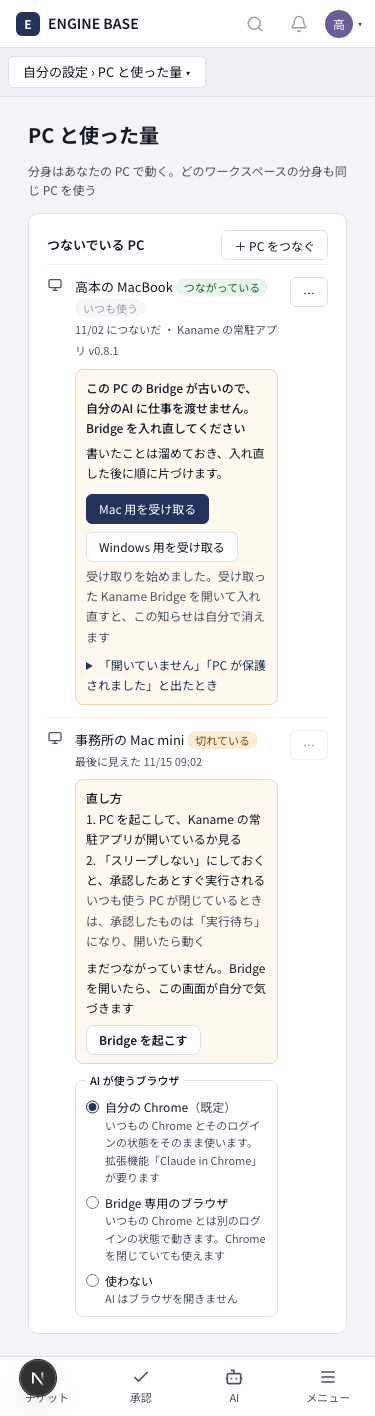 E ENGINE BASE 高
自分の設定 › PC と使った量 ▾
PC と使った量
分身はあなたの PC で動く。どのワークスペースの分身も同
じ PC を使う
つないでいる PC
＋ PC をつなぐ
高本の MacBook つながっている
いつも使う
…
11/02 につないだ ・ Kaname の常駐アプ
リ v0.8.1
この PC の Bridge が古いので、
自分のAI に仕事を渡せません。
Bridge を入れ直してください
書いたことは溜めておき、入れ直
した後に順に片づけます。
Mac 用を受け取る
Windows 用を受け取る
受け取りを始めました。受け取っ
た Kaname Bridge を開いて入れ
直すと、この知らせは自分で消え
ます
▶ 「開いていません」「PC が保護
されました」と出たとき
事務所の Mac mini 切れている
…
最後に見えた 11/15 09:02
直し方
1. PC を起こして、Kaname の常
駐アプリが開いているか見る
2. 「スリープしない」にしておく
と、承認したあとすぐ実行される
いつも使う PC が閉じているとき
は、承認したものは「実行待ち」
になり、開いたら動く
まだつながっていません。Bridge
を開いたら、この画面が自分で気
づきます
Bridge を起こす
AI が使うブラウザ
自分の Chrome（既定）
いつもの Chrome とそのログイ
ンの状態をそのまま使います。
拡張機能「Claude in Chrome」
が要ります
Bridge 専用のブラウザ
いつもの Chrome とは別のログ
インの状態で動きます。Chrome
を閉じていても使えます
使わない
AI はブラウザを開きません
N
チケット
承認
AI
メニュー